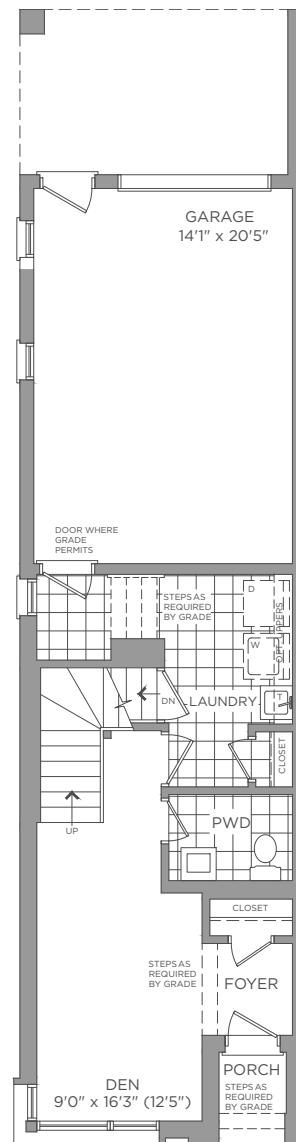 GARAGE
14'1" x 20'5"
DOOR WHERE
GRADE
PERMITS
STEPS AS
REQUIRED
BY GRADE
D
OPT UPPERS
W
T
DN
LAUNDRY
CLOSET
UP
PWD
CLOSET
STEPS AS
REQUIRED
BY GRADE
FOYER
PORCH
STEPS AS
REQUIRED
BY GRADE
DEN
9'0" x 16'3" (12'5")